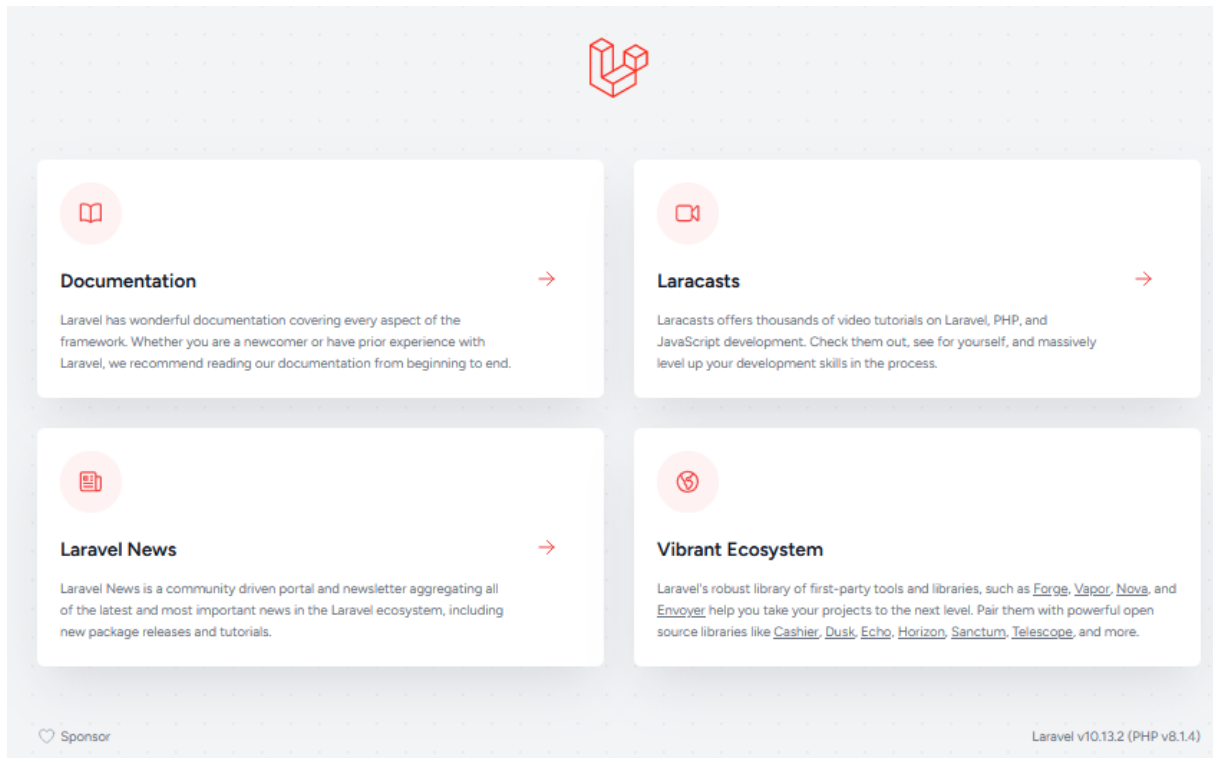 Documentation
Laravel has wonderful documentation covering every aspect of the
framework. Whether you are a newcomer or have prior experience with
Laravel, we recommend reading our documentation from beginning to end.
Laracasts
Laracasts offers thousands of video tutorials on Laravel, PHP, and
JavaScript development. Check them out, see for yourself, and massively
level up your development skills in the process.
Laravel News
Laravel News is a community driven portal and newsletter aggregating all
of the latest and most important news in the Laravel ecosystem, including
new package releases and tutorials.
Vibrant Ecosystem
Laravel's robust library of first-party tools and libraries, such as Forge, Vapor, Nova, and
Envoyer help you take your projects to the next level. Pair them with powerful open
source libraries like Cashier, Dusk, Echo, Horizon, Sanctum, Telescope, and more.
Sponsor
Laravel v10.13.2 (PHP v8.1.4)